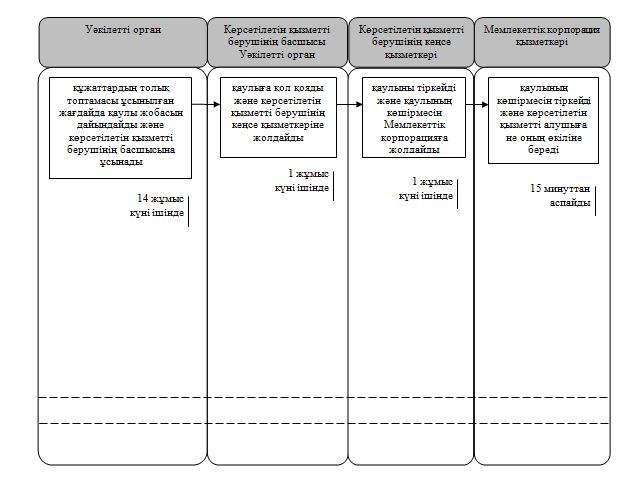 Уәкілетті орган
Көрсетілетін қызметті
берушінің басшысы
Уәкілетті орган
Көрсетілетін қызметті
берушінің кеңсе
қызметкері
Мемлекеттік корпорация
қызметкері
құжаттардың толық
топтамасы ұсынылған
жағдайда қаулы жобасын
дайындайды және
көрсетілетін қызметті
берушінің басшысына
ұсынады
қаулыға қол қояды
және көрсетілетін
қызметті берушінің
кеңсе қызметкеріне
жолдайды
қаулыны тіркейді
және қаулының
көшірмесін
Мемлекеттік
корпорацияға
жолдайды
қаулының
көшірмесін тіркейді
және көрсетілетін
қызметті алушыға
не оның өкіліне
береді
14 жұмыс
күні ішінде
1 жұмыс
күні ішінде
1 жұмыс
күні ішінде
15 минуттан
аспайды